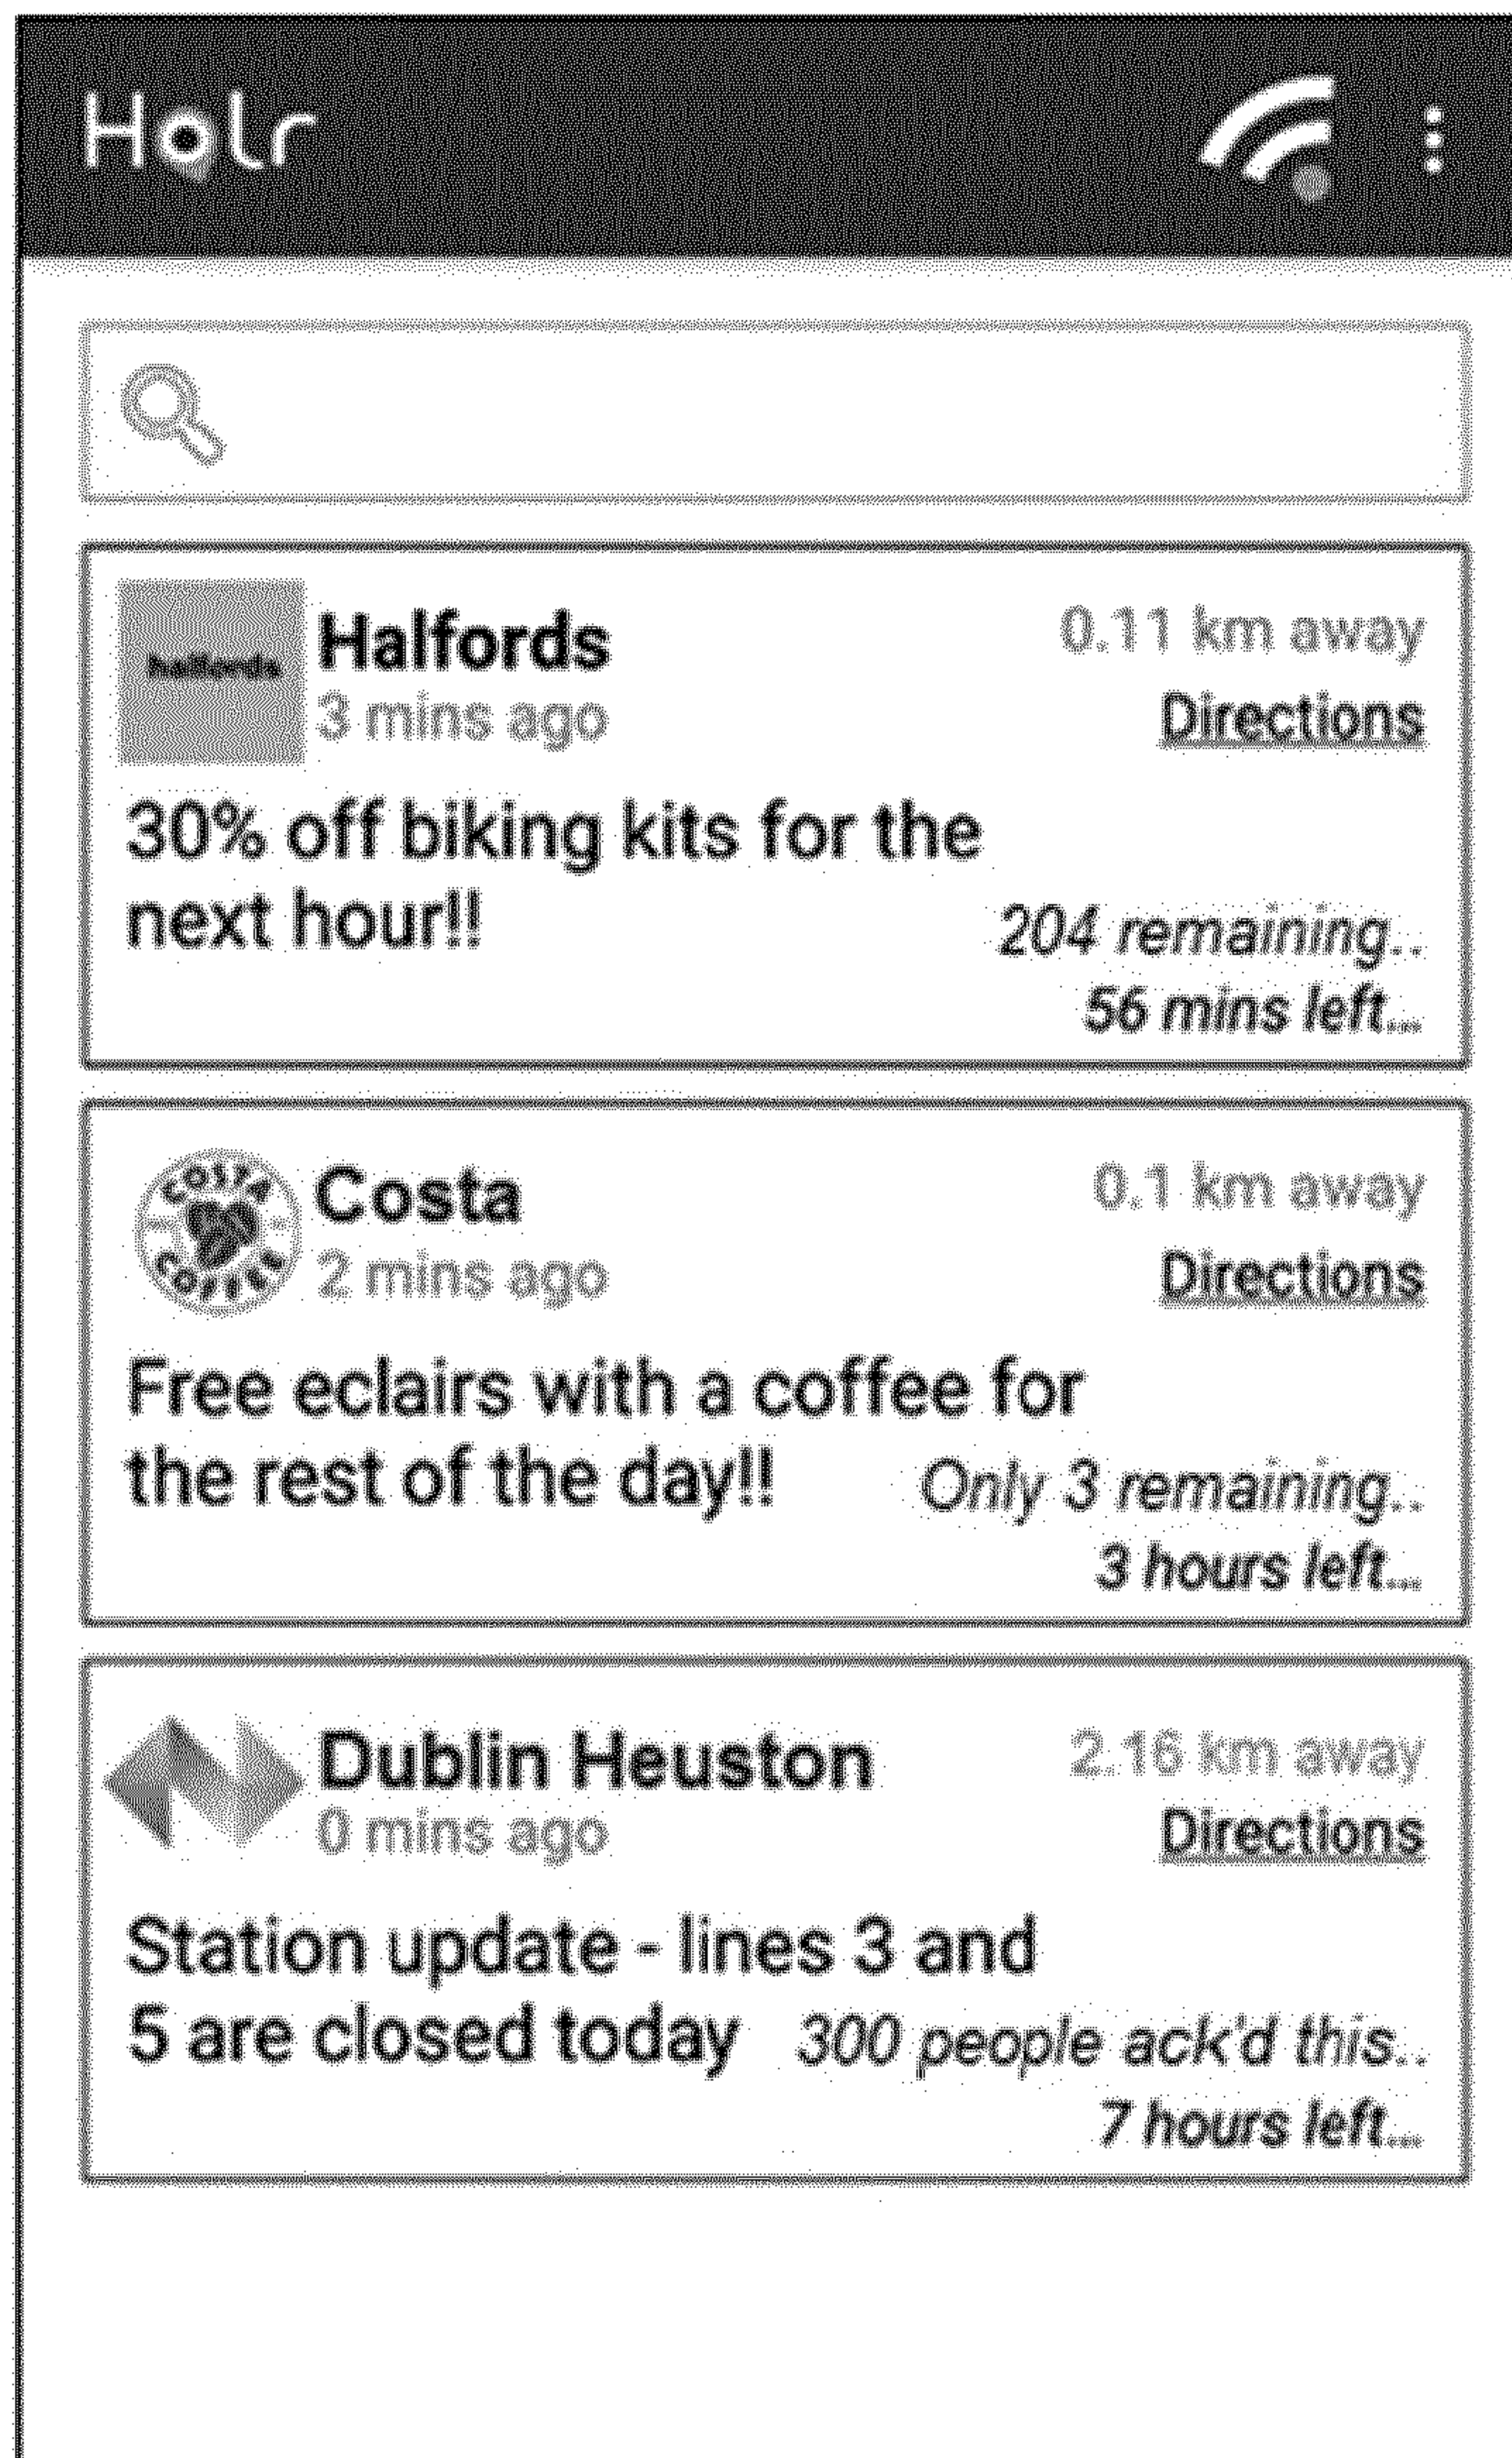 Holr
halfords
Halfords
0.11 km away
3 mins ago
Directions
30% off biking kits for the
next hour!!
204 remaining..
56 mins left...
COSTA
COFFEE
Costa
0.1 km away
2 mins ago
Directions
Free eclairs with a coffee for
the rest of the day!!
Only 3 remaining..
3 hours left...
Dublin Heuston
2.16 km away
0 mins ago
Directions
Station update - lines 3 and
5 are closed today
300 people ack'd this..
7 hours left...